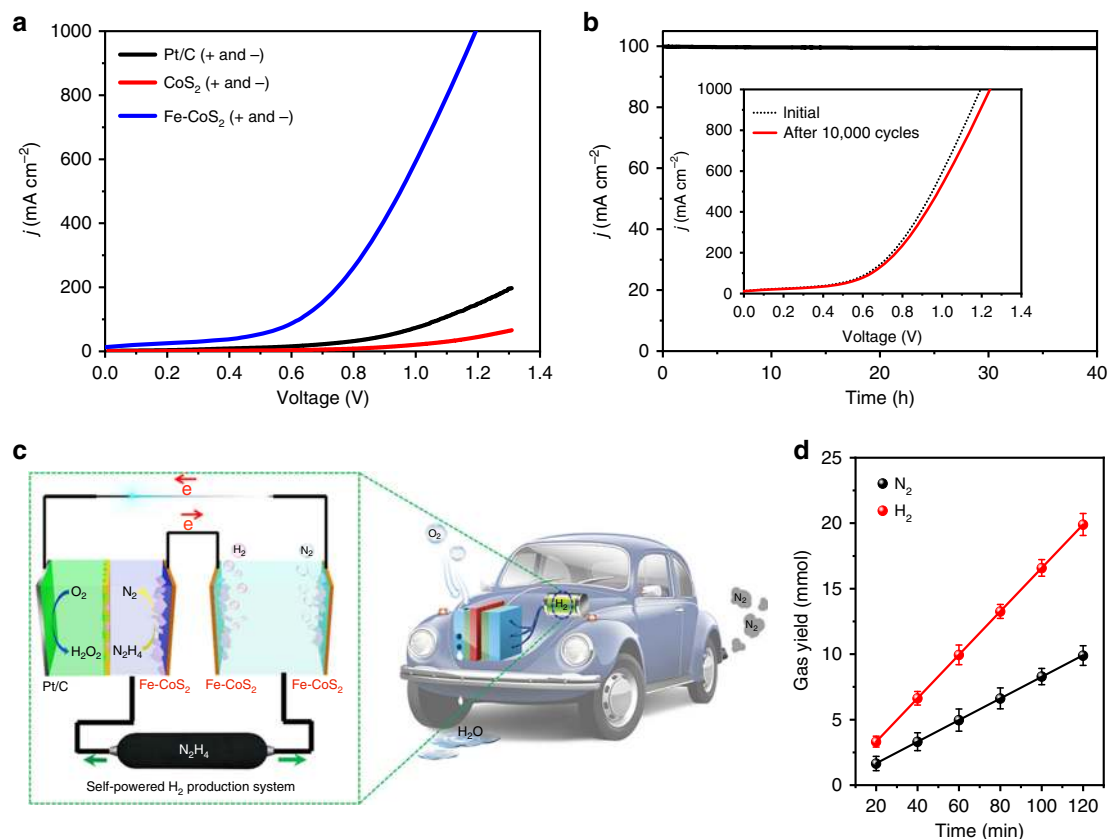 a
1000
800
600
400
200
0
j (mA cm⁻²)
Pt/C (+ and –)
CoS₂ (+ and –)
Fe-CoS₂ (+ and –)
0.0 0.2 0.4 0.6 0.8 1.0 1.2 1.4
Voltage (V)
b
100
80
60
40
20
0
j (mA cm⁻²)
1000
800
600
400
200
0
j (mA cm⁻²)
Initial
After 10,000 cycles
0.0 0.2 0.4 0.6 0.8 1.0 1.2 1.4
Voltage (V)
0 10 20 30 40
Time (h)
c
e
e
H₂
N₂
O₂
H₂O₂
N₂
N₂H₄
Pt/C
Fe-CoS₂
Fe-CoS₂
Fe-CoS₂
N₂H₄
Self-powered H₂ production system
O₂
H₂
N₂
N₂
H₂O
d
25
20
15
10
5
0
Gas yield (mmol)
N₂
H₂
20 40 60 80 100 120
Time (min)